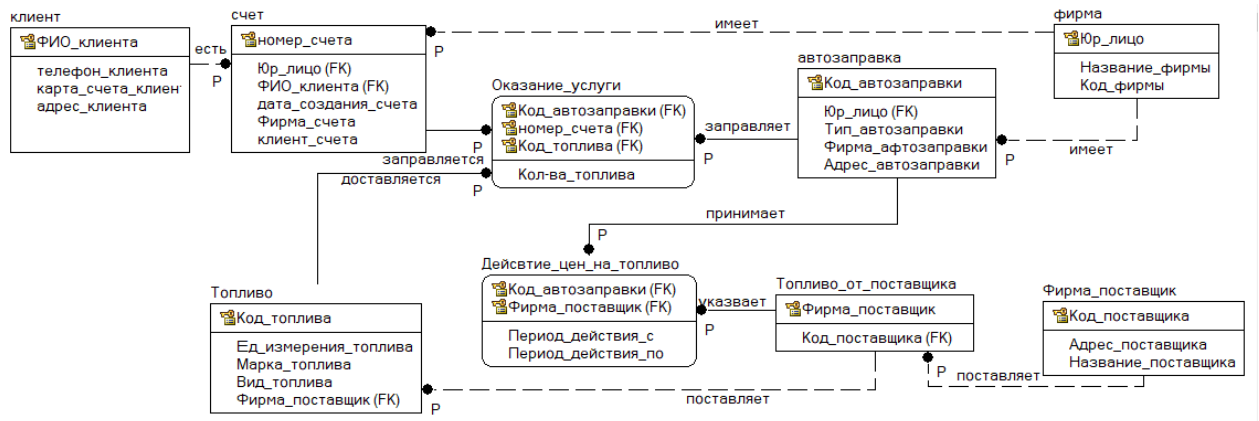 клиент
ФИО_клиента
телефон_клиента
карта_счета_клиен
адрес_клиента
есть
P
счет
номер_счета
Юр_лицо (FK)
ФИО_клиента (FK)
дата_создания_счета
Фирма_счета
клиент_счета
P
имеет
фирма
Юр_лицо
Название_фирмы
Код_фирмы
имеет
P
автозаправка
Код_автозаправки
Юр_лицо (FK)
Тип_автозаправки
Фирма_афтозаправки
Адрес_автозаправки
заправляет
P
Оказание_услуги
Код_автозаправки (FK)
номер_счета (FK)
Код_топлива (FK)
Кол-ва_топлива
P
заправляется
доставляется
P
принимает
P
Дейсвтие_цен_на_топливо
Код_автозаправки (FK)
Фирма_поставщик (FK)
Период_действия_с
Период_действия_по
указвает
P
Топливо_от_поставщика
Фирма_поставщик
Код_поставщика (FK)
Фирма_поставщик
Код_поставщика
Адрес_поставщика
Название_поставщика
P
поставляет
Топливо
Код_топлива
Ед_измерения_топлива
Марка_топлива
Вид_топлива
Фирма_поставщик (FK)
P
поставляет